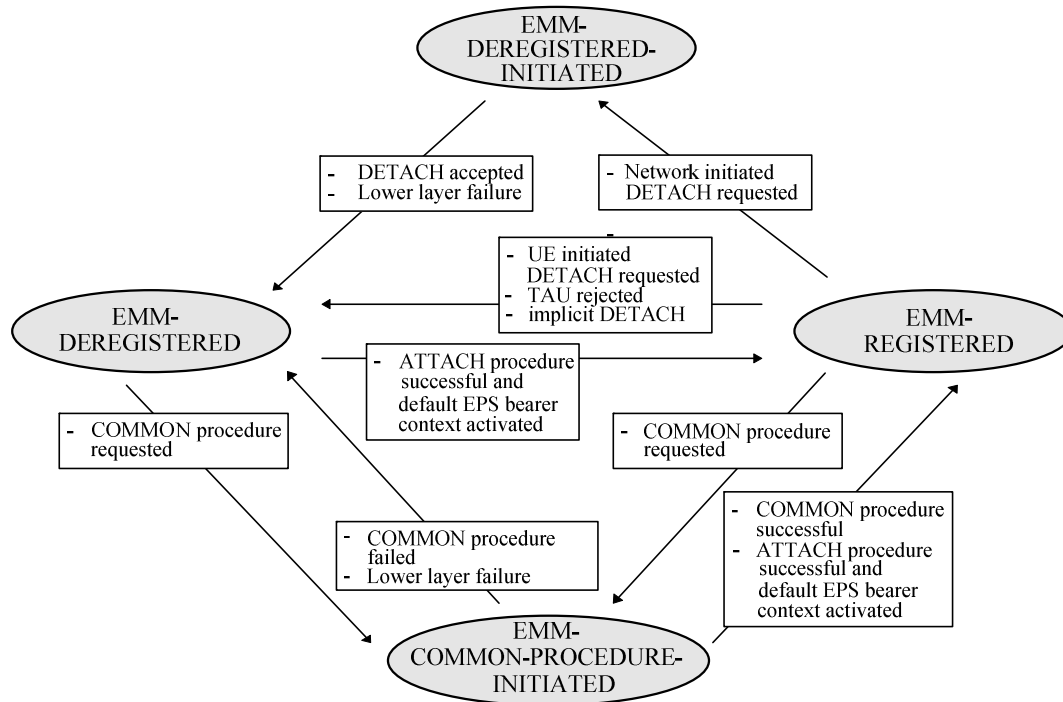 EMM-
DEREGISTERED-
INITIATED
- DETACH accepted
- Lower layer failure
- Network initiated
DETACH requested
-
- UE initiated
DETACH requested
- TAU rejected
- implicit DETACH
EMM-
DEREGISTERED
EMM-
REGISTERED
- ATTACH procedure
successful and
default EPS bearer
context activated
- COMMON procedure
requested
- COMMON procedure
requested
- COMMON procedure
failed
- Lower layer failure
- COMMON procedure
successful
- ATTACH procedure
successful and
default EPS bearer
context activated
EMM-
COMMON-PROCEDURE-
INITIATED